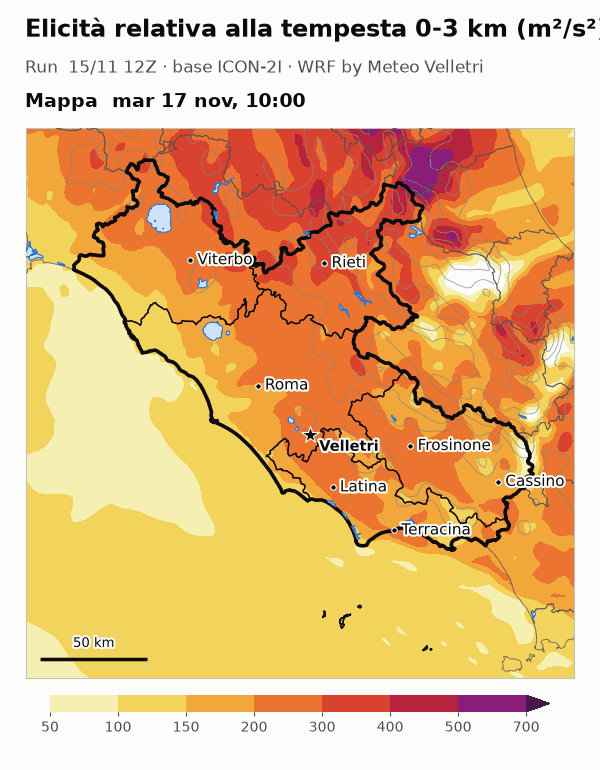 Elicità relativa alla tempesta 0-3 km (m²/s²)
Run  15/11 12Z · base ICON-2I · WRF by Meteo Velletri
Mappa  mar 17 nov, 10:00
Viterbo
Rieti
Roma
Velletri
Frosinone
Latina
Cassino
Terracina
50 km
50 100 150 200 300 400 500 700